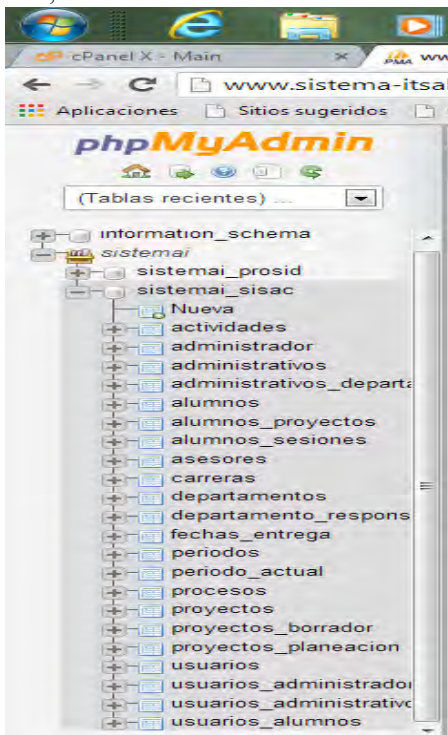 cPanel X - Main
www.sistema-itsa
Aplicaciones
Sitios sugeridos
phpMyAdmin
(Tablas recientes) ...
information_schema
sistemai
sistemai_prosid
sistemai_sisac
Nueva
actividades
administrador
administrativos
administrativos_departa
alumnos
alumnos_proyectos
alumnos_sesiones
asesores
carreras
departamentos
departamento_respons
fechas_entrega
periodos
periodo_actual
procesos
proyectos
proyectos_borrador
proyectos_planeacion
usuarios
usuarios_administrador
usuarios_administrativo
usuarios_alumnos